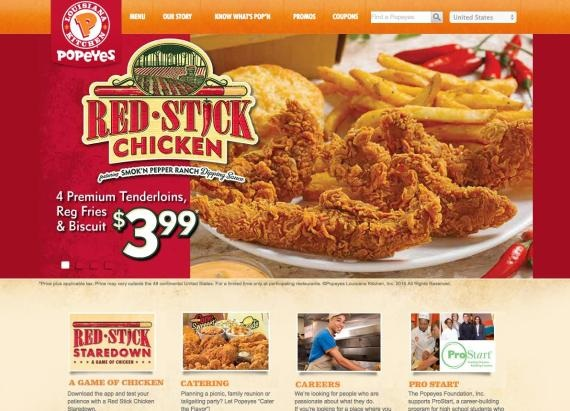 LOUISIANA KITCHEN
POPEYES
MENU OUR STORY KNOW WHAT'S POP'N PROMOS COUPONS Find a Popeyes United States
RED·STICK
CHICKEN
featuring SMOK'N PEPPER RANCH Dipping Sauce
4 Premium Tenderloins,
Reg Fries
& Biscuit
$3.99*
*Price plus applicable tax. Price may vary outside the 48 continental United States. For a limited time only at participating restaurants. ©Popeyes Louisiana Kitchen, Inc. 2015 All Rights Reserved.
RED·STICK
STAREDOWN
A GAME OF CHICKEN
A GAME OF CHICKEN
Download the app and test your
patience with a Red Stick Chicken
Staredown.
CATERING
Planning a picnic, family reunion or
tailgating party? Let Popeyes "Cater
the Flavor"!
CAREERS
We're looking for people who are
passionate about what they do.
If you're looking for a place where you
ProStart
PRO START
The Popeyes Foundation, Inc.
supports ProStart, a career-building
program for high school students who